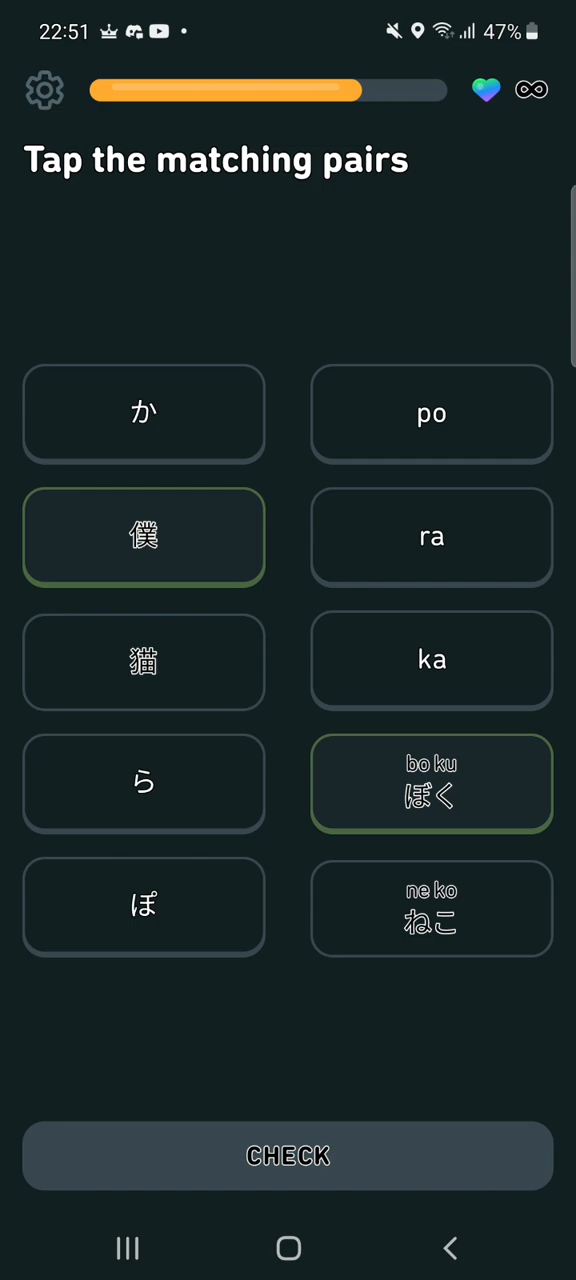 22:51
47%
Tap the matching pairs
か
po
僕
ra
猫
ka
ら
bo ku
ぼく
ぽ
ne ko
ねこ
CHECK